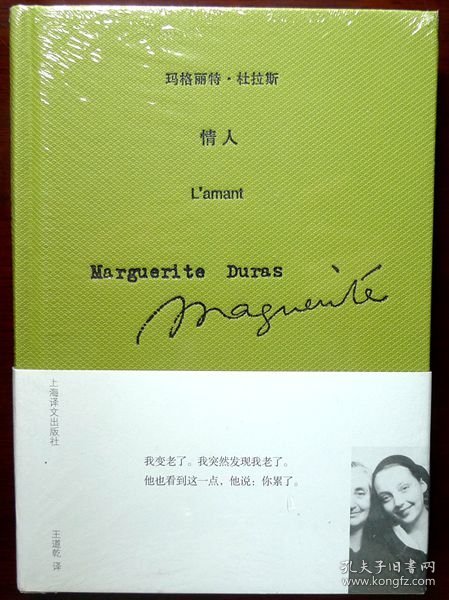 玛格丽特·杜拉斯
情人
L'amant
Marguerite Duras
Marguerite
上海译文出版社
我变老了。我突然发现我老了。
他也看到这一点，他说：你累了。
王道乾 译
孔夫子旧书网
www.kongfz.com